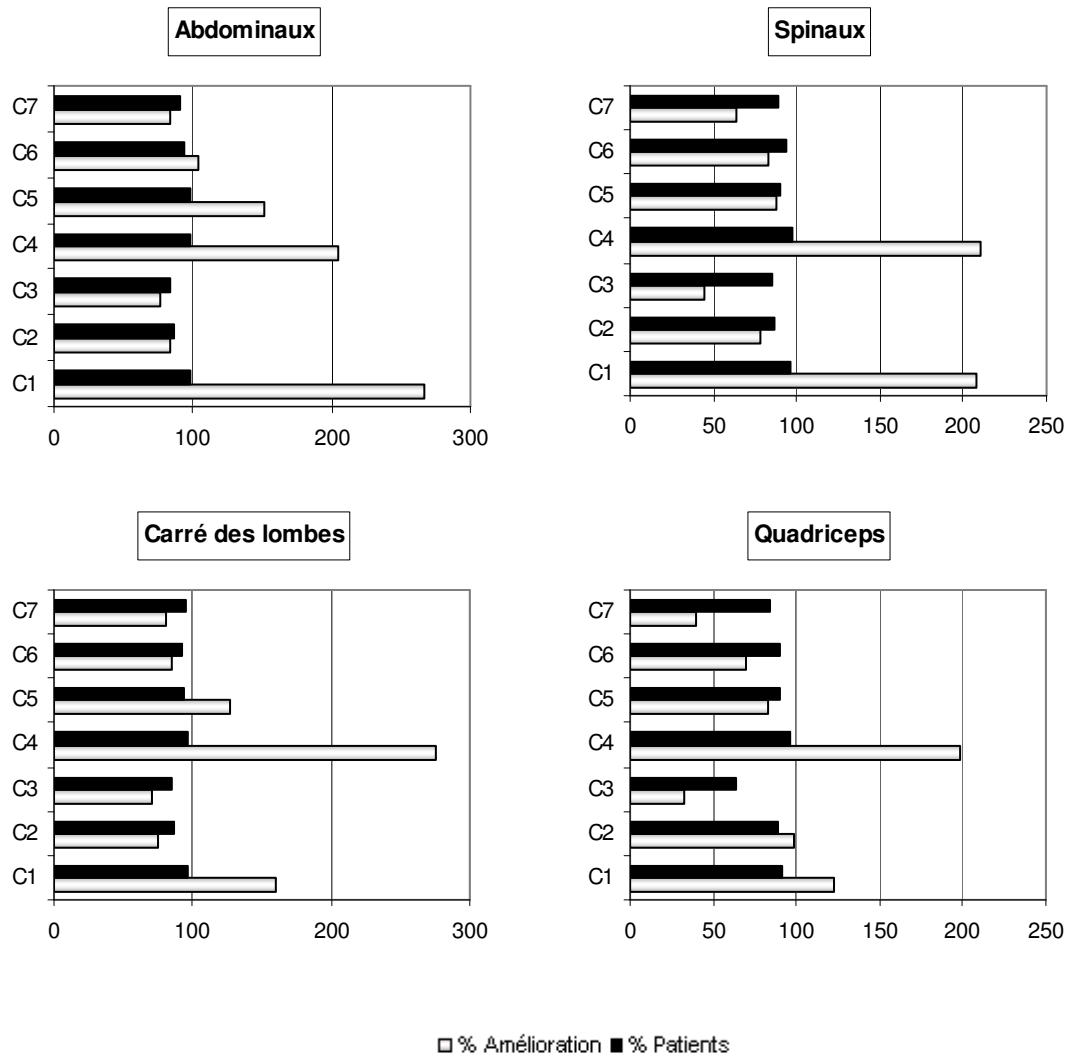 Abdominaux
C7
C6
C5
C4
C3
C2
C1
0 100 200 300
Spinaux
C7
C6
C5
C4
C3
C2
C1
0 50 100 150 200 250
Carré des lombes
C7
C6
C5
C4
C3
C2
C1
0 100 200 300
Quadriceps
C7
C6
C5
C4
C3
C2
C1
0 50 100 150 200 250
% Amélioration % Patients